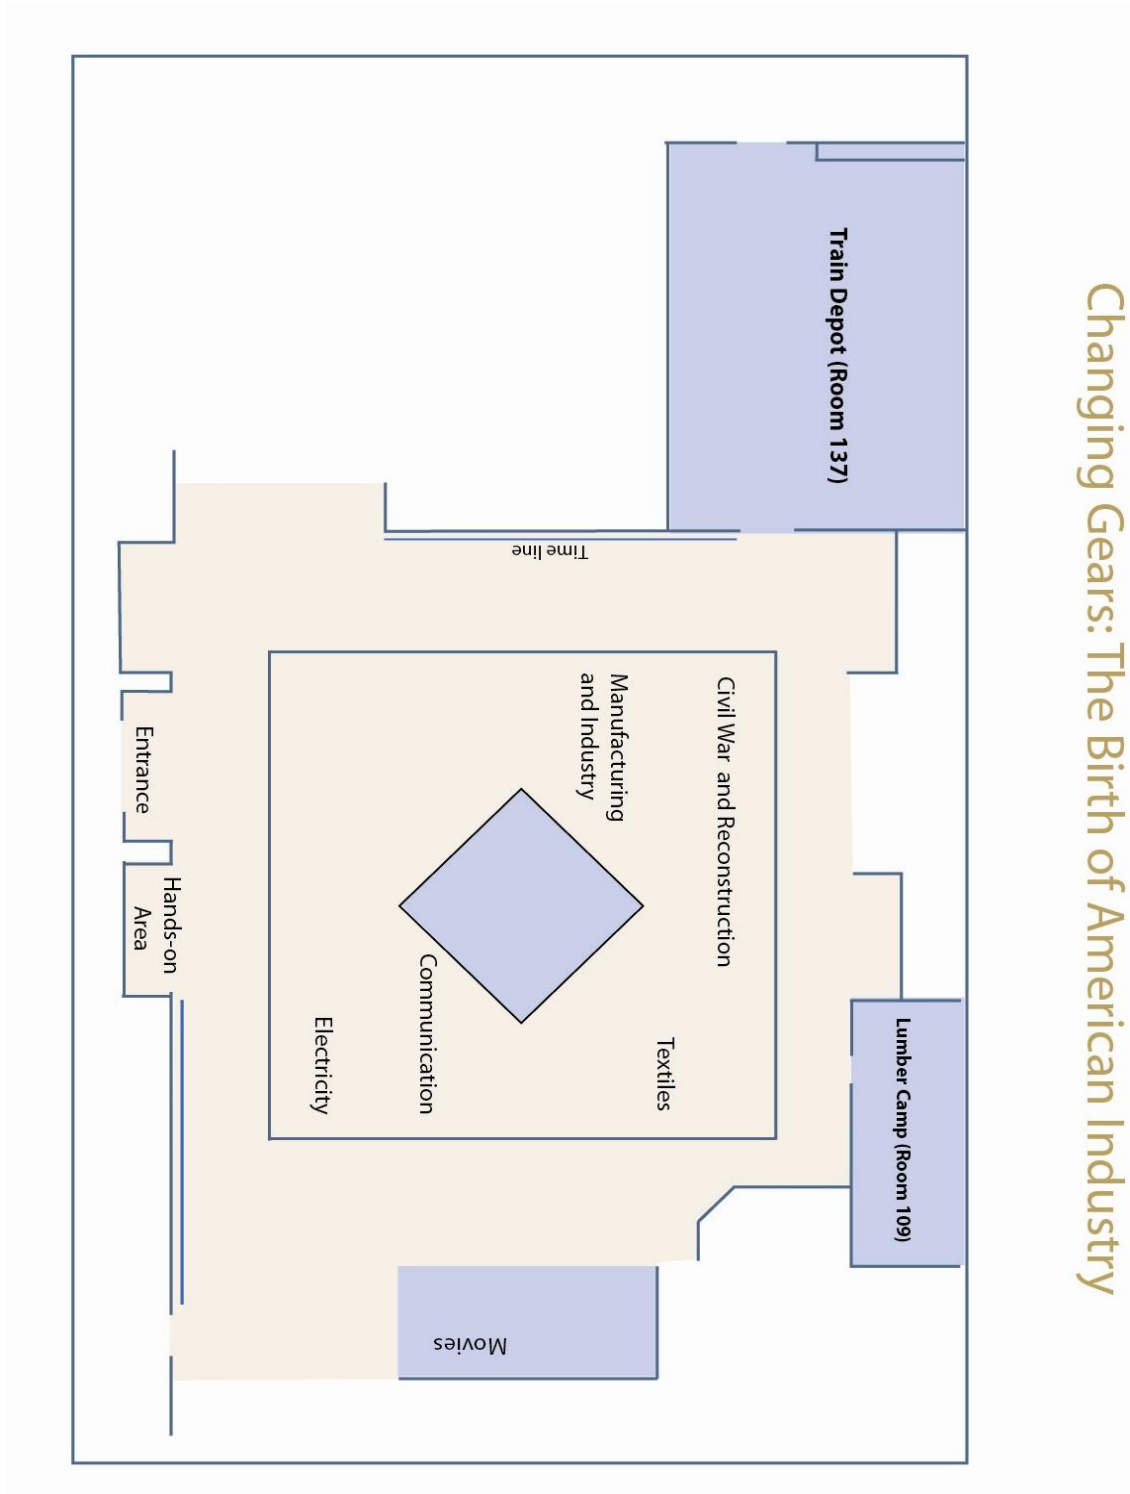 Changing Gears: The Birth of American Industry
Train Depot (Room 137)
Lumber Camp (Room 109)
Civil War and Reconstruction
Textiles
Manufacturing
and Industry
Time line
Communication
Electricity
Movies
Hands-on
Area
Entrance